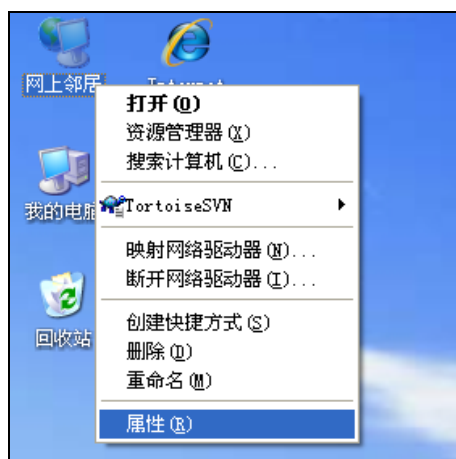 网上邻居
打开(O)
资源管理器(X)
搜索计算机(C)...
我的电脑
TortoiseSVN
映射网络驱动器(N)...
断开网络驱动器(I)...
回收站
创建快捷方式(S)
删除(D)
重命名(M)
属性(R)